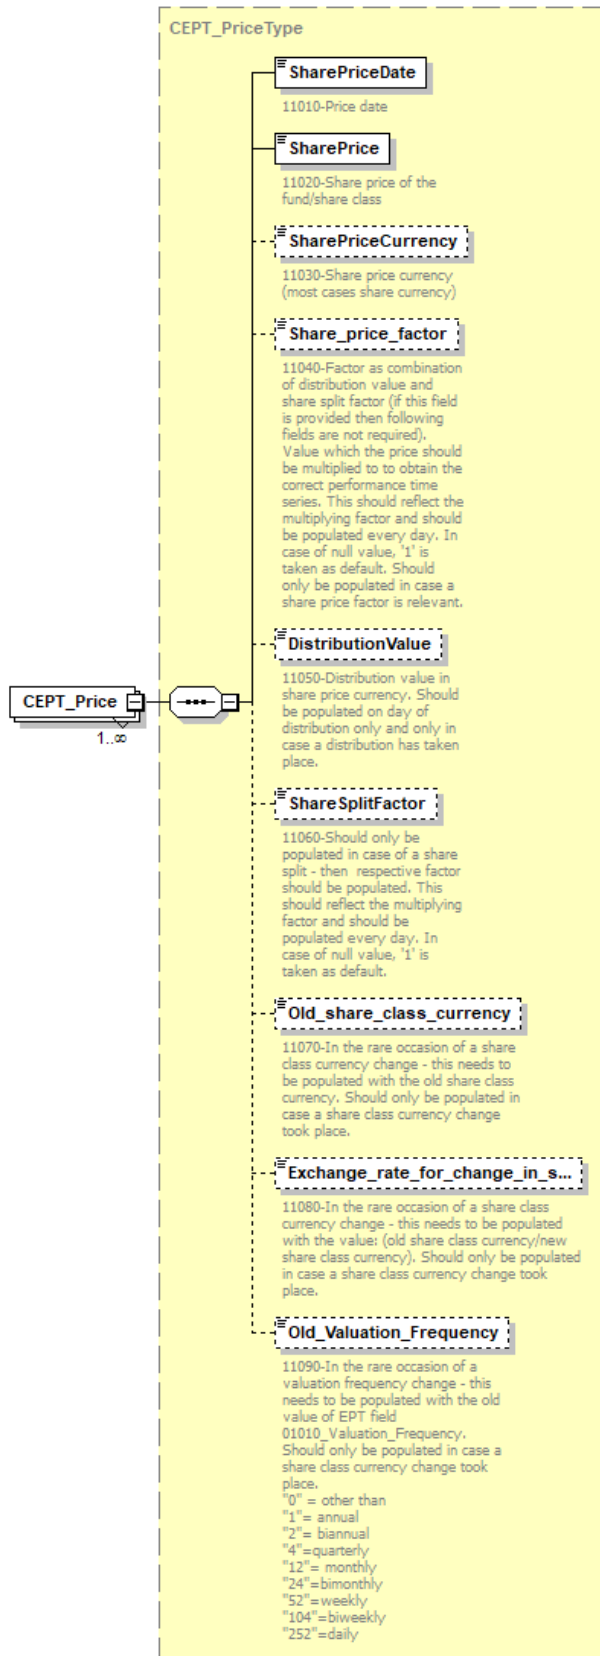 CEPT_PriceType
SharePriceDate
11010-Price date
SharePrice
11020-Share price of the
fund/share class
SharePriceCurrency
11030-Share price currency
(most cases share currency)
Share_price_factor
11040-Factor as combination
of distribution value and
share split factor (if this field
is provided then following
fields are not required).
Value which the price should
be multiplied to to obtain the
correct performance time
series. This should reflect the
multiplying factor and should
be populated every day. In
case of null value, '1' is
taken as default. Should
only be populated in case a
share price factor is relevant.
DistributionValue
11050-Distribution value in
share price currency. Should
be populated on day of
distribution only and only in
case a distribution has taken
place.
CEPT_Price
1..∞
ShareSplitFactor
11060-Should only be
populated in case of a share
split - then  respective factor
should be populated. This
should reflect the multiplying
factor and should be
populated every day. In
case of null value, '1' is
taken as default.
Old_share_class_currency
11070-In the rare occasion of a share
class currency change - this needs to
be populated with the old share class
currency. Should only be populated in
case a share class currency change
took place.
Exchange_rate_for_change_in_s...
11080-In the rare occasion of a share class
currency change - this needs to be populated
with the value: (old share class currency/new
share class currency). Should only be populated
in case a share class currency change took
place.
Old_Valuation_Frequency
11090-In the rare occasion of a
valuation frequency change - this
needs to be populated with the old
value of EPT field
01010_Valuation_Frequency.
Should only be populated in case a
share class currency change took
place.
"0" = other than
"1"= annual
"2"= biannual
"4"=quarterly
"12"= monthly
"24"=bimonthly
"52"=weekly
"104"=biweekly
"252"=daily